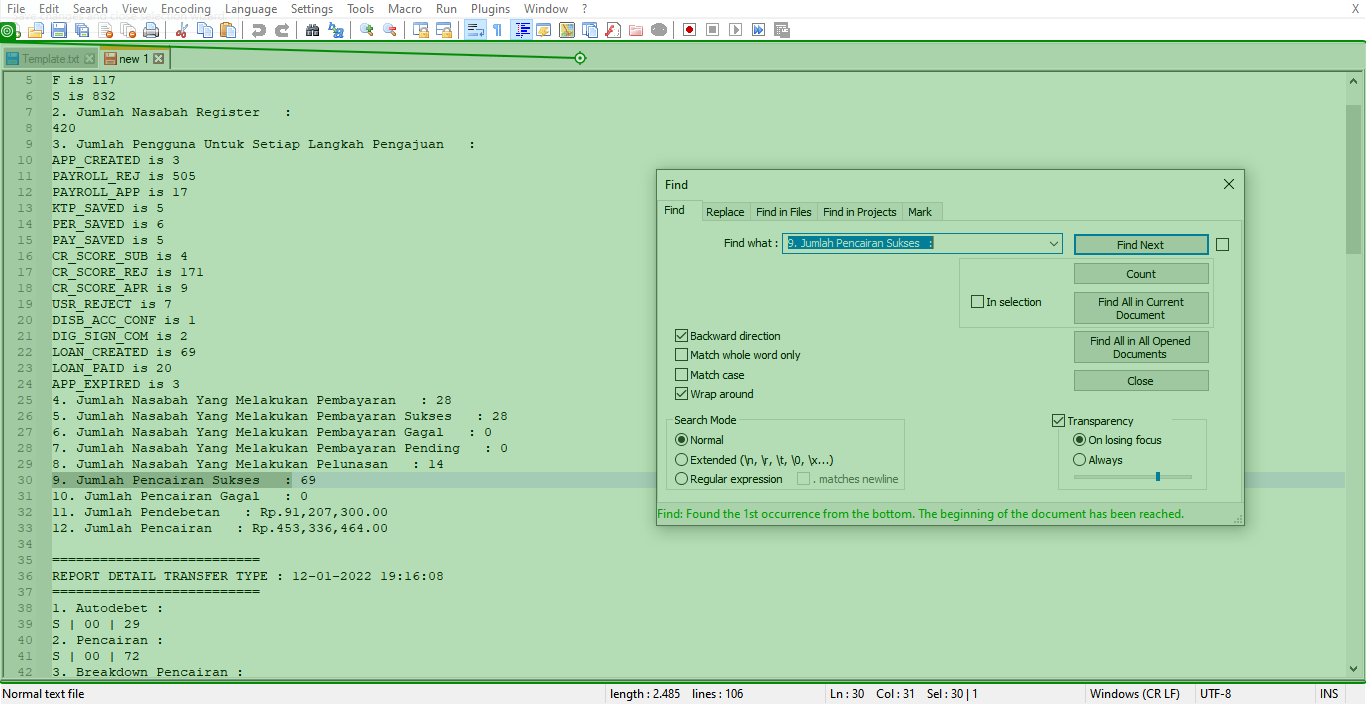 File Edit Search View Encoding Language Settings Tools Macro Run Plugins Window ? X
Template.txt new 1
5 F is 117
6 S is 832
7 2. Jumlah Nasabah Register :
8 420
9 3. Jumlah Pengguna Untuk Setiap Langkah Pengajuan :
10 APP_CREATED is 3
11 PAYROLL_REJ is 505
12 PAYROLL_APP is 17
13 KTP_SAVED is 5
14 PER_SAVED is 6
15 PAY_SAVED is 5
16 CR_SCORE_SUB is 4
17 CR_SCORE_REJ is 171
18 CR_SCORE_APR is 9
19 USR_REJECT is 7
20 DISB_ACC_CONF is 1
21 DIG_SIGN_COM is 2
22 LOAN_CREATED is 69
23 LOAN_PAID is 20
24 APP_EXPIRED is 3
25 4. Jumlah Nasabah Yang Melakukan Pembayaran : 28
26 5. Jumlah Nasabah Yang Melakukan Pembayaran Sukses : 28
27 6. Jumlah Nasabah Yang Melakukan Pembayaran Gagal : 0
28 7. Jumlah Nasabah Yang Melakukan Pembayaran Pending : 0
29 8. Jumlah Nasabah Yang Melakukan Pelunasan : 14
30 9. Jumlah Pencairan Sukses : 69
31 10. Jumlah Pencairan Gagal : 0
32 11. Jumlah Pendebetan : Rp.91,207,300.00
33 12. Jumlah Pencairan : Rp.453,336,464.00
34
35 ==========================
36 REPORT DETAIL TRANSFER TYPE : 12-01-2022 19:16:08
37 ==========================
38 1. Autodebet :
39 S | 00 | 29
40 2. Pencairan :
41 S | 00 | 72
42 3. Breakdown Pencairan :
Find
Find Replace Find in Files Find in Projects Mark
Find what : 9. Jumlah Pencairan Sukses :
Find Next
Count
In selection
Find All in Current Document
Find All in All Opened Documents
Close
Backward direction
Match whole word only
Match case
Wrap around
Search Mode
Normal
Extended (\n, \r, \t, \0, \x...)
Regular expression . matches newline
Transparency
On losing focus
Always
Find: Found the 1st occurrence from the bottom. The beginning of the document has been reached.
Normal text file length : 2.485 lines : 106 Ln : 30 Col : 31 Sel : 30 | 1 Windows (CR LF) UTF-8 INS